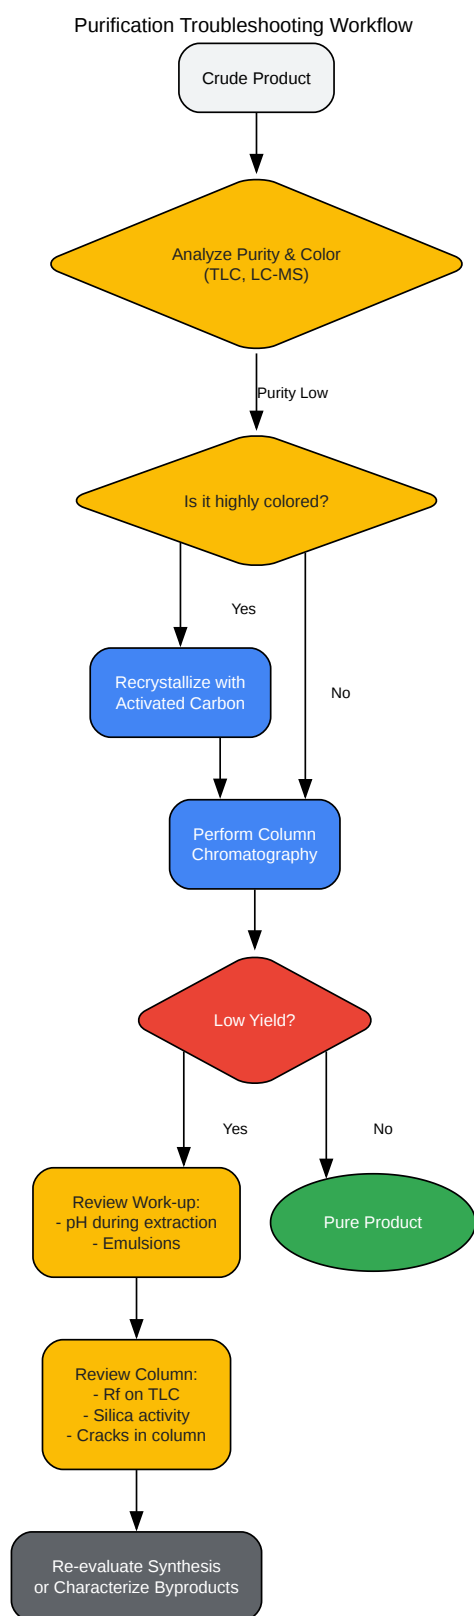 Purification Troubleshooting Workflow
Crude Product
Analyze Purity & Color
(TLC, LC-MS)
Purity Low
Is it highly colored?
Yes
Recrystallize with
Activated Carbon
No
Perform Column
Chromatography
Low Yield?
Yes
No
Review Work-up:
- pH during extraction
- Emulsions
Pure Product
Review Column:
- Rf on TLC
- Silica activity
- Cracks in column
Re-evaluate Synthesis
or Characterize Byproducts